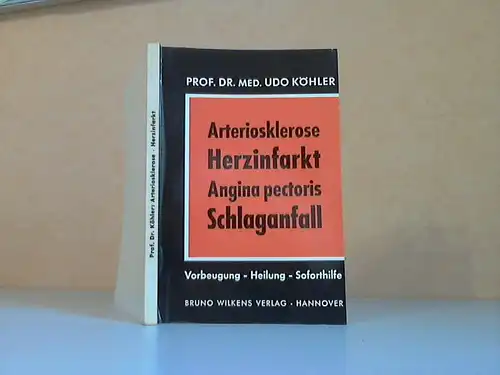 PROF. DR. MED. UDO KÖHLER
Arteriosklerose
Herzinfarkt
Angina pectoris
Schlaganfall
Vorbeugung - Heilung - Soforthilfe
BRUNO WILKENS VERLAG · HANNOVER
Prof. Dr. Köhler: Arteriosklerose · Herzinfarkt